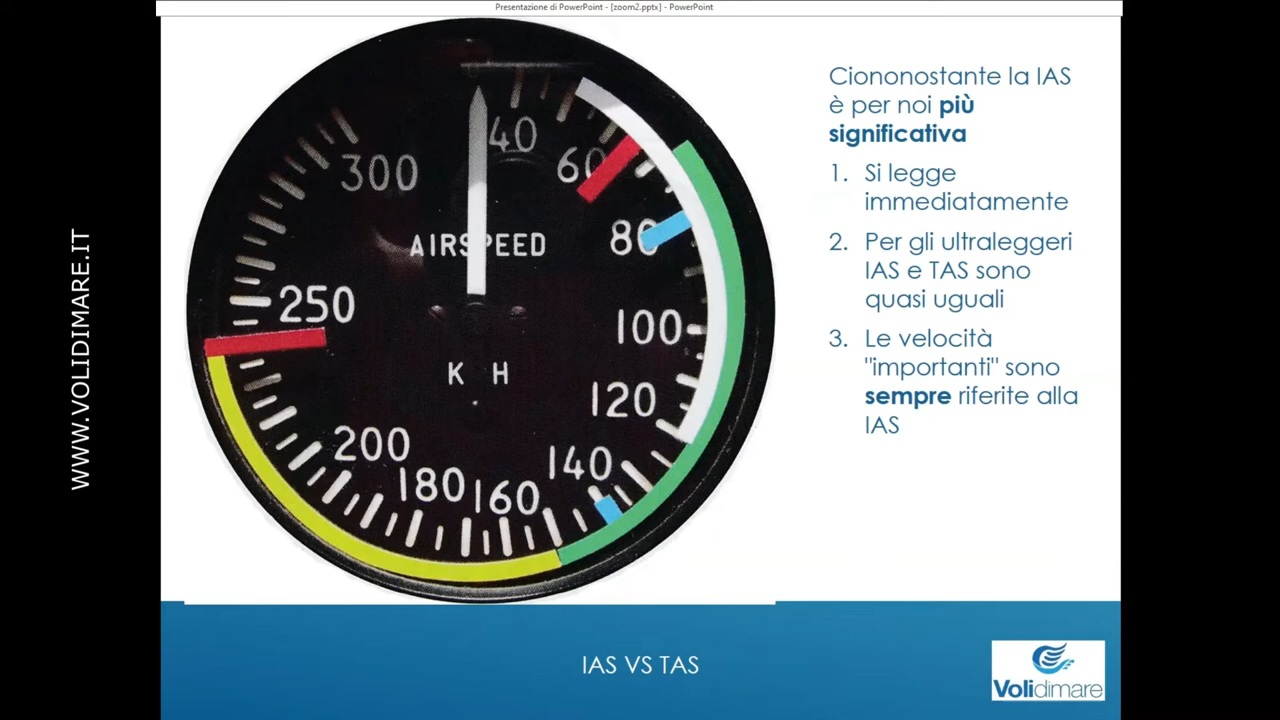 Presentazione di PowerPoint - [zoom2.pptx] - PowerPoint
WWW.VOLIDIMARE.IT
40
60
80
100
120
140
160
180
200
250
300
AIRSPEED
K H
Ciononostante la IAS
è per noi più
significativa
1. Si legge
immediatamente
2. Per gli ultraleggeri
IAS e TAS sono
quasi uguali
3. Le velocità
"importanti" sono
sempre riferite alla
IAS
IAS VS TAS
Volidimare